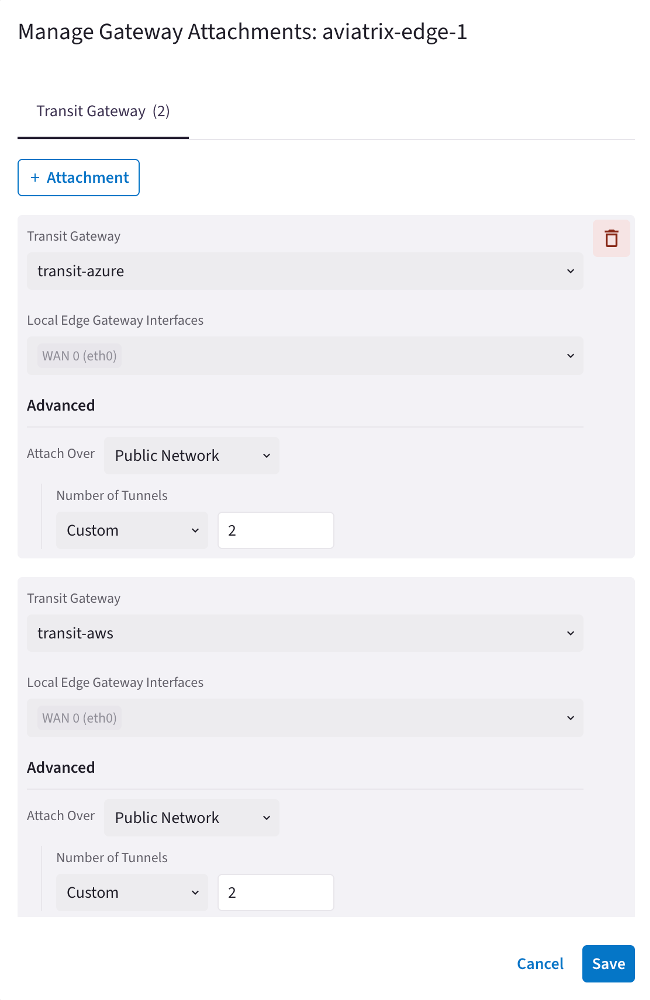 Manage Gateway Attachments: aviatrix-edge-1
Transit Gateway (2)
+ Attachment
Transit Gateway
transit-azure
Local Edge Gateway Interfaces
WAN 0 (eth0)
Advanced
Attach Over Public Network
Number of Tunnels
Custom 2
Transit Gateway
transit-aws
Local Edge Gateway Interfaces
WAN 0 (eth0)
Advanced
Attach Over Public Network
Number of Tunnels
Custom 2
Cancel Save